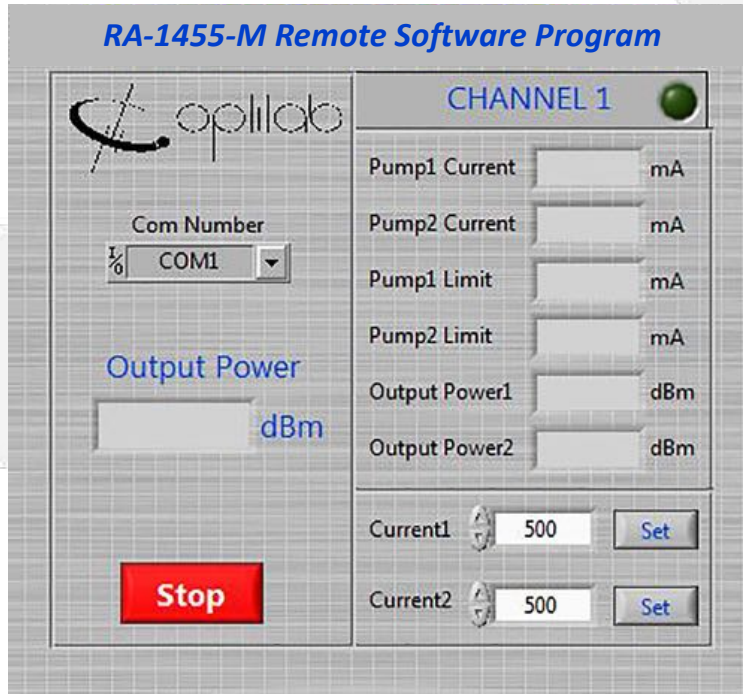 RA-1455-M Remote Software Program
oplilab
Com Number
I/O COM1
Output Power
dBm
Stop
CHANNEL 1
Pump1 Current mA
Pump2 Current mA
Pump1 Limit mA
Pump2 Limit mA
Output Power1 dBm
Output Power2 dBm
Current1 500 Set
Current2 500 Set